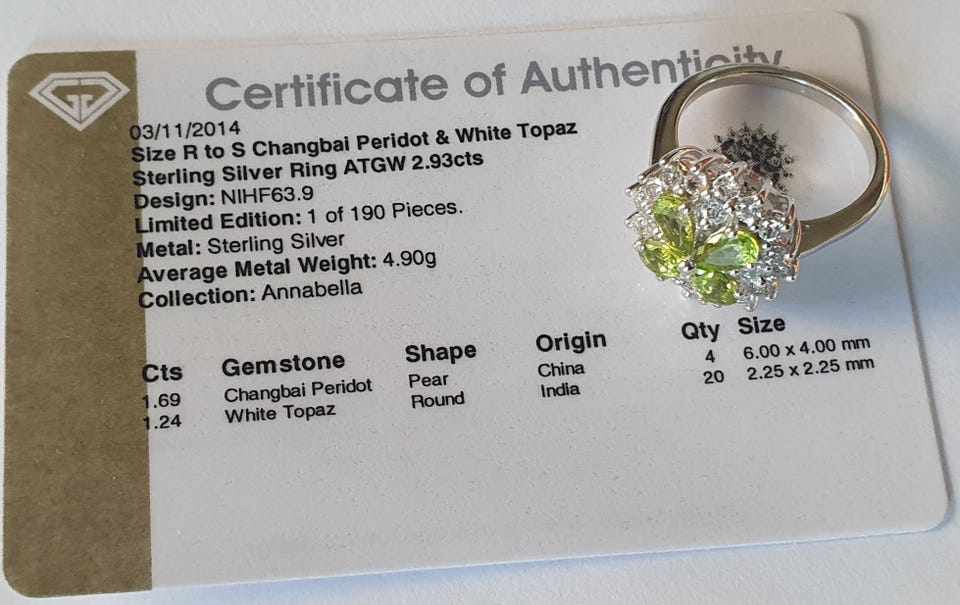 Certificate of Authenticity
03/11/2014
Size R to S Changbai Peridot & White Topaz
Sterling Silver Ring ATGW 2.93cts
Design: NIHF63.9
Limited Edition: 1 of 190 Pieces.
Metal: Sterling Silver
Average Metal Weight: 4.90g
Collection: Annabella
Cts Gemstone Shape Origin Qty Size
1.69 Changbai Peridot Pear China 4 6.00 x 4.00 mm
1.24 White Topaz Round India 20 2.25 x 2.25 mm